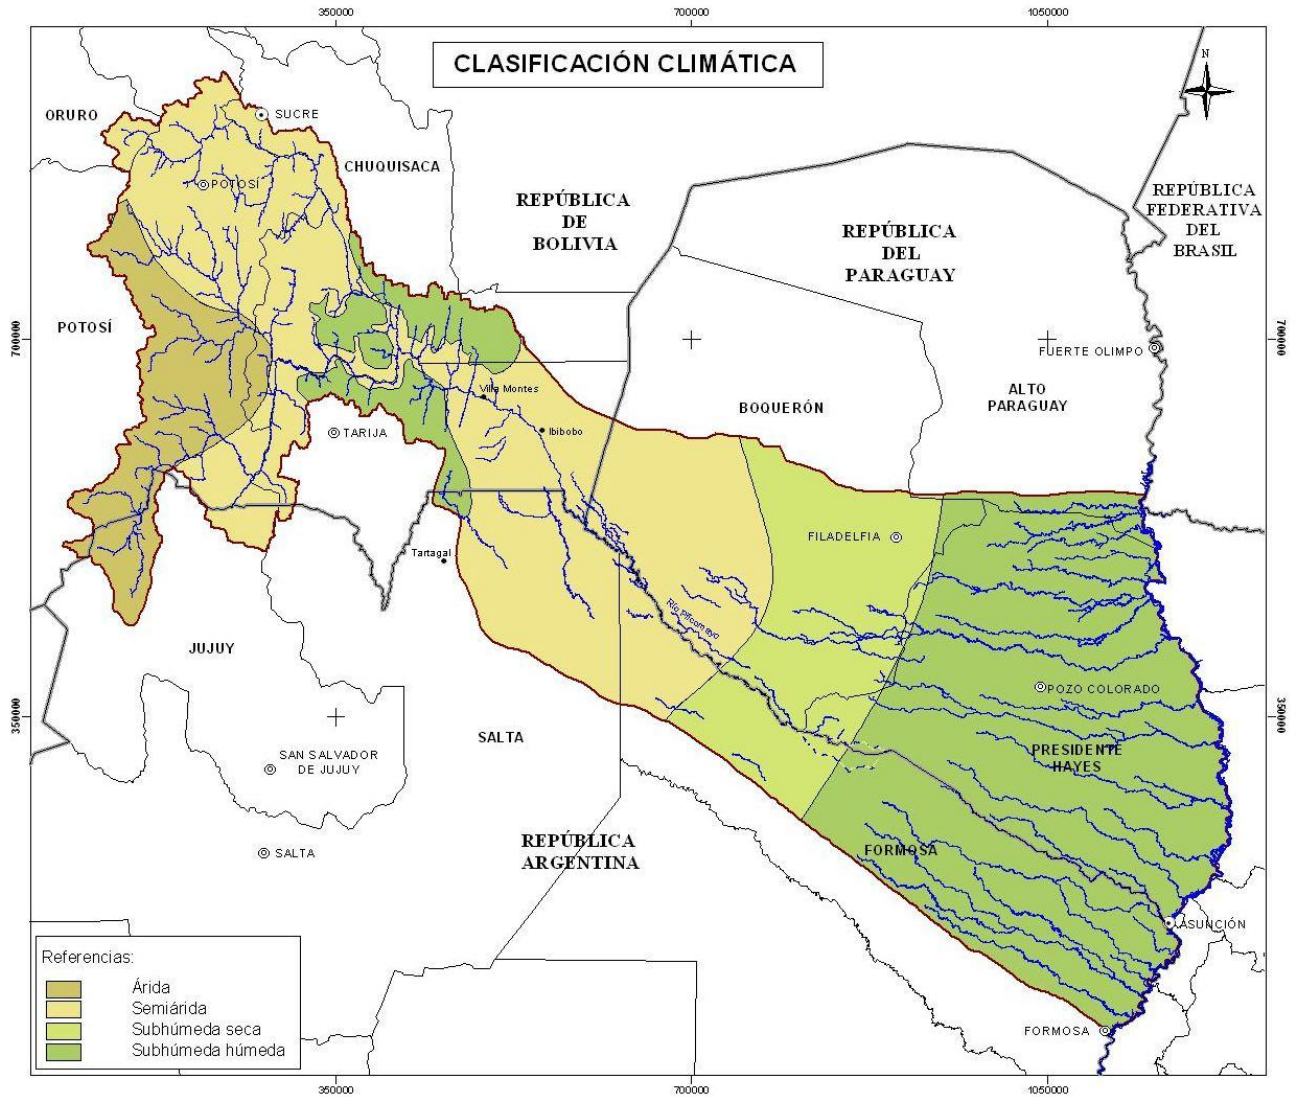 350000
700000
1050000
CLASIFICACIÓN CLIMÁTICA
N
ORURO
SUCRE
CHUQUISACA
POTOSÍ
REPÚBLICA
DE
BOLIVIA
REPÚBLICA
DEL
PARAGUAY
REPÚBLICA
FEDERATIVA
DEL
BRASIL
POTOSÍ
700000
700000
FUERTE OLIMPO
ALTO
PARAGUAY
BOQUERÓN
Villa Montes
Ibibobo
TARIJA
Tartagal
FILADELFIA
Río Pilcomayo
JUJUY
POZO COLORADO
350000
350000
SALTA
PRESIDENTE
HAYES
SAN SALVADOR
DE JUJUY
REPÚBLICA
ARGENTINA
FORMOSA
SALTA
ASUNCIÓN
FORMOSA
Referencias:
Árida
Semiárida
Subhúmeda seca
Subhúmeda húmeda
350000
700000
1050000